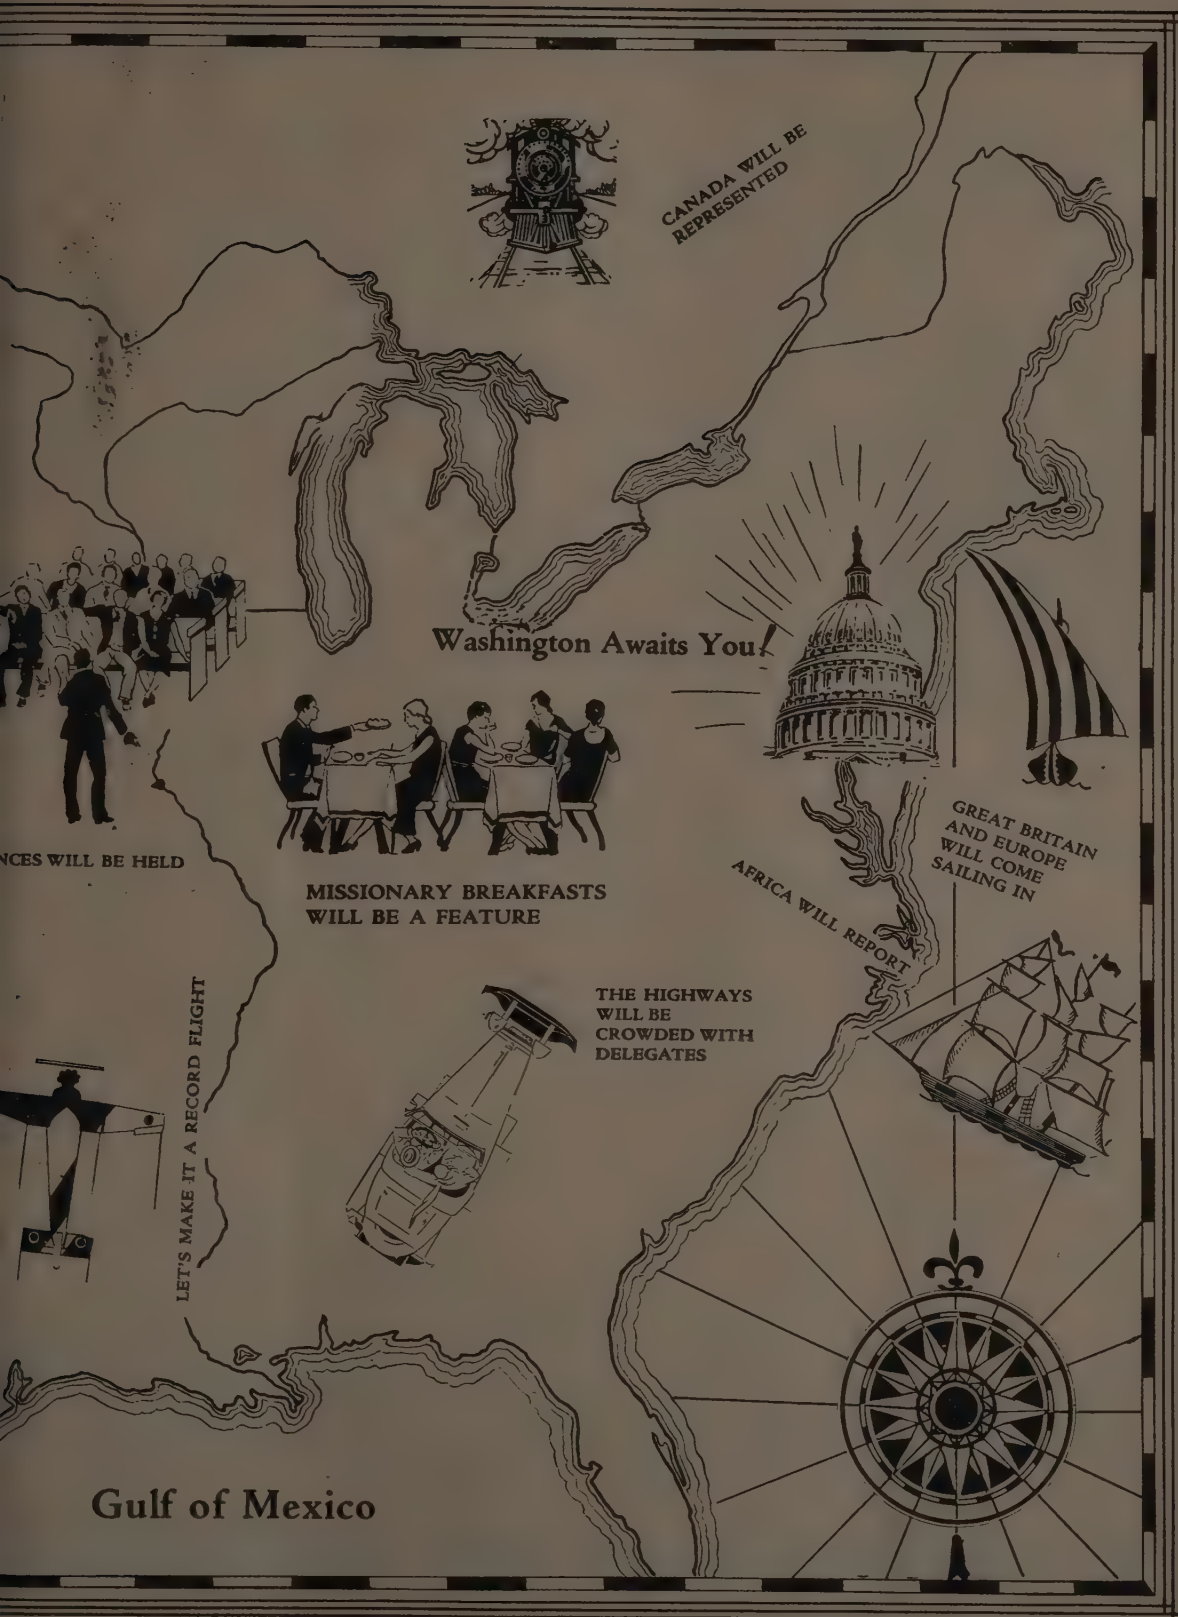 CANADA WILL BE
REPRESENTED
Washington Awaits You!
GREAT BRITAIN
AND EUROPE
WILL COME
SAILING IN
NCES WILL BE HELD
MISSIONARY BREAKFASTS
WILL BE A FEATURE
AFRICA WILL REPORT
THE HIGHWAYS
WILL BE
CROWDED WITH
DELEGATES
LET'S MAKE IT A RECORD FLIGHT
Gulf of Mexico